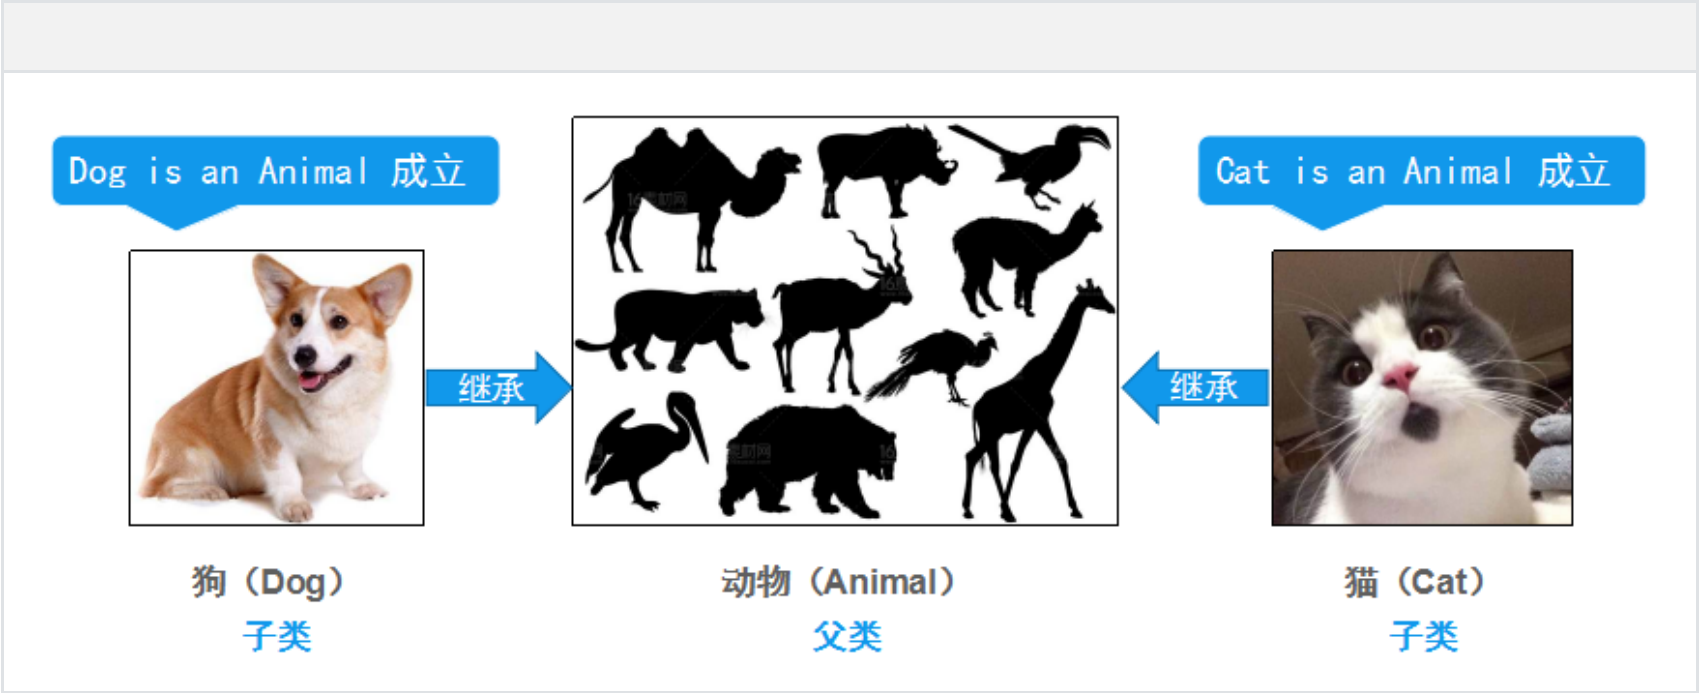 Dog is an Animal 成立
Cat is an Animal 成立
继承
继承
狗（Dog）
动物（Animal）
猫（Cat）
子类
父类
子类